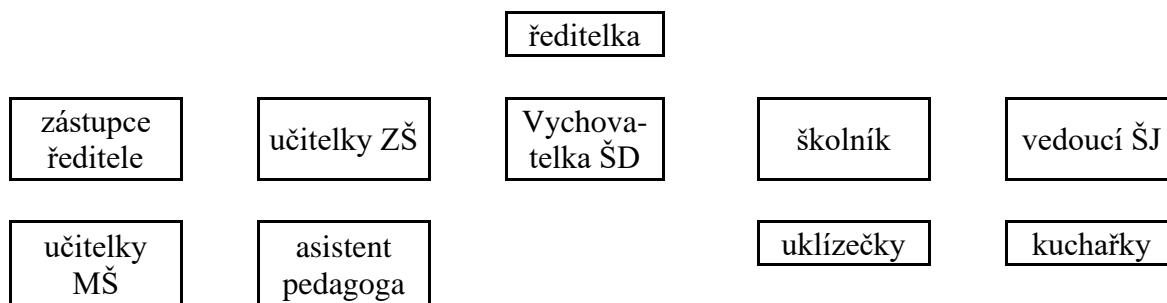 ředitelka
zástupce
ředitele
učitelky ZŠ
Vychova-
telka ŠD
školník
vedoucí ŠJ
učitelky
MŠ
asistent
pedagoga
uklízečky
kuchařky